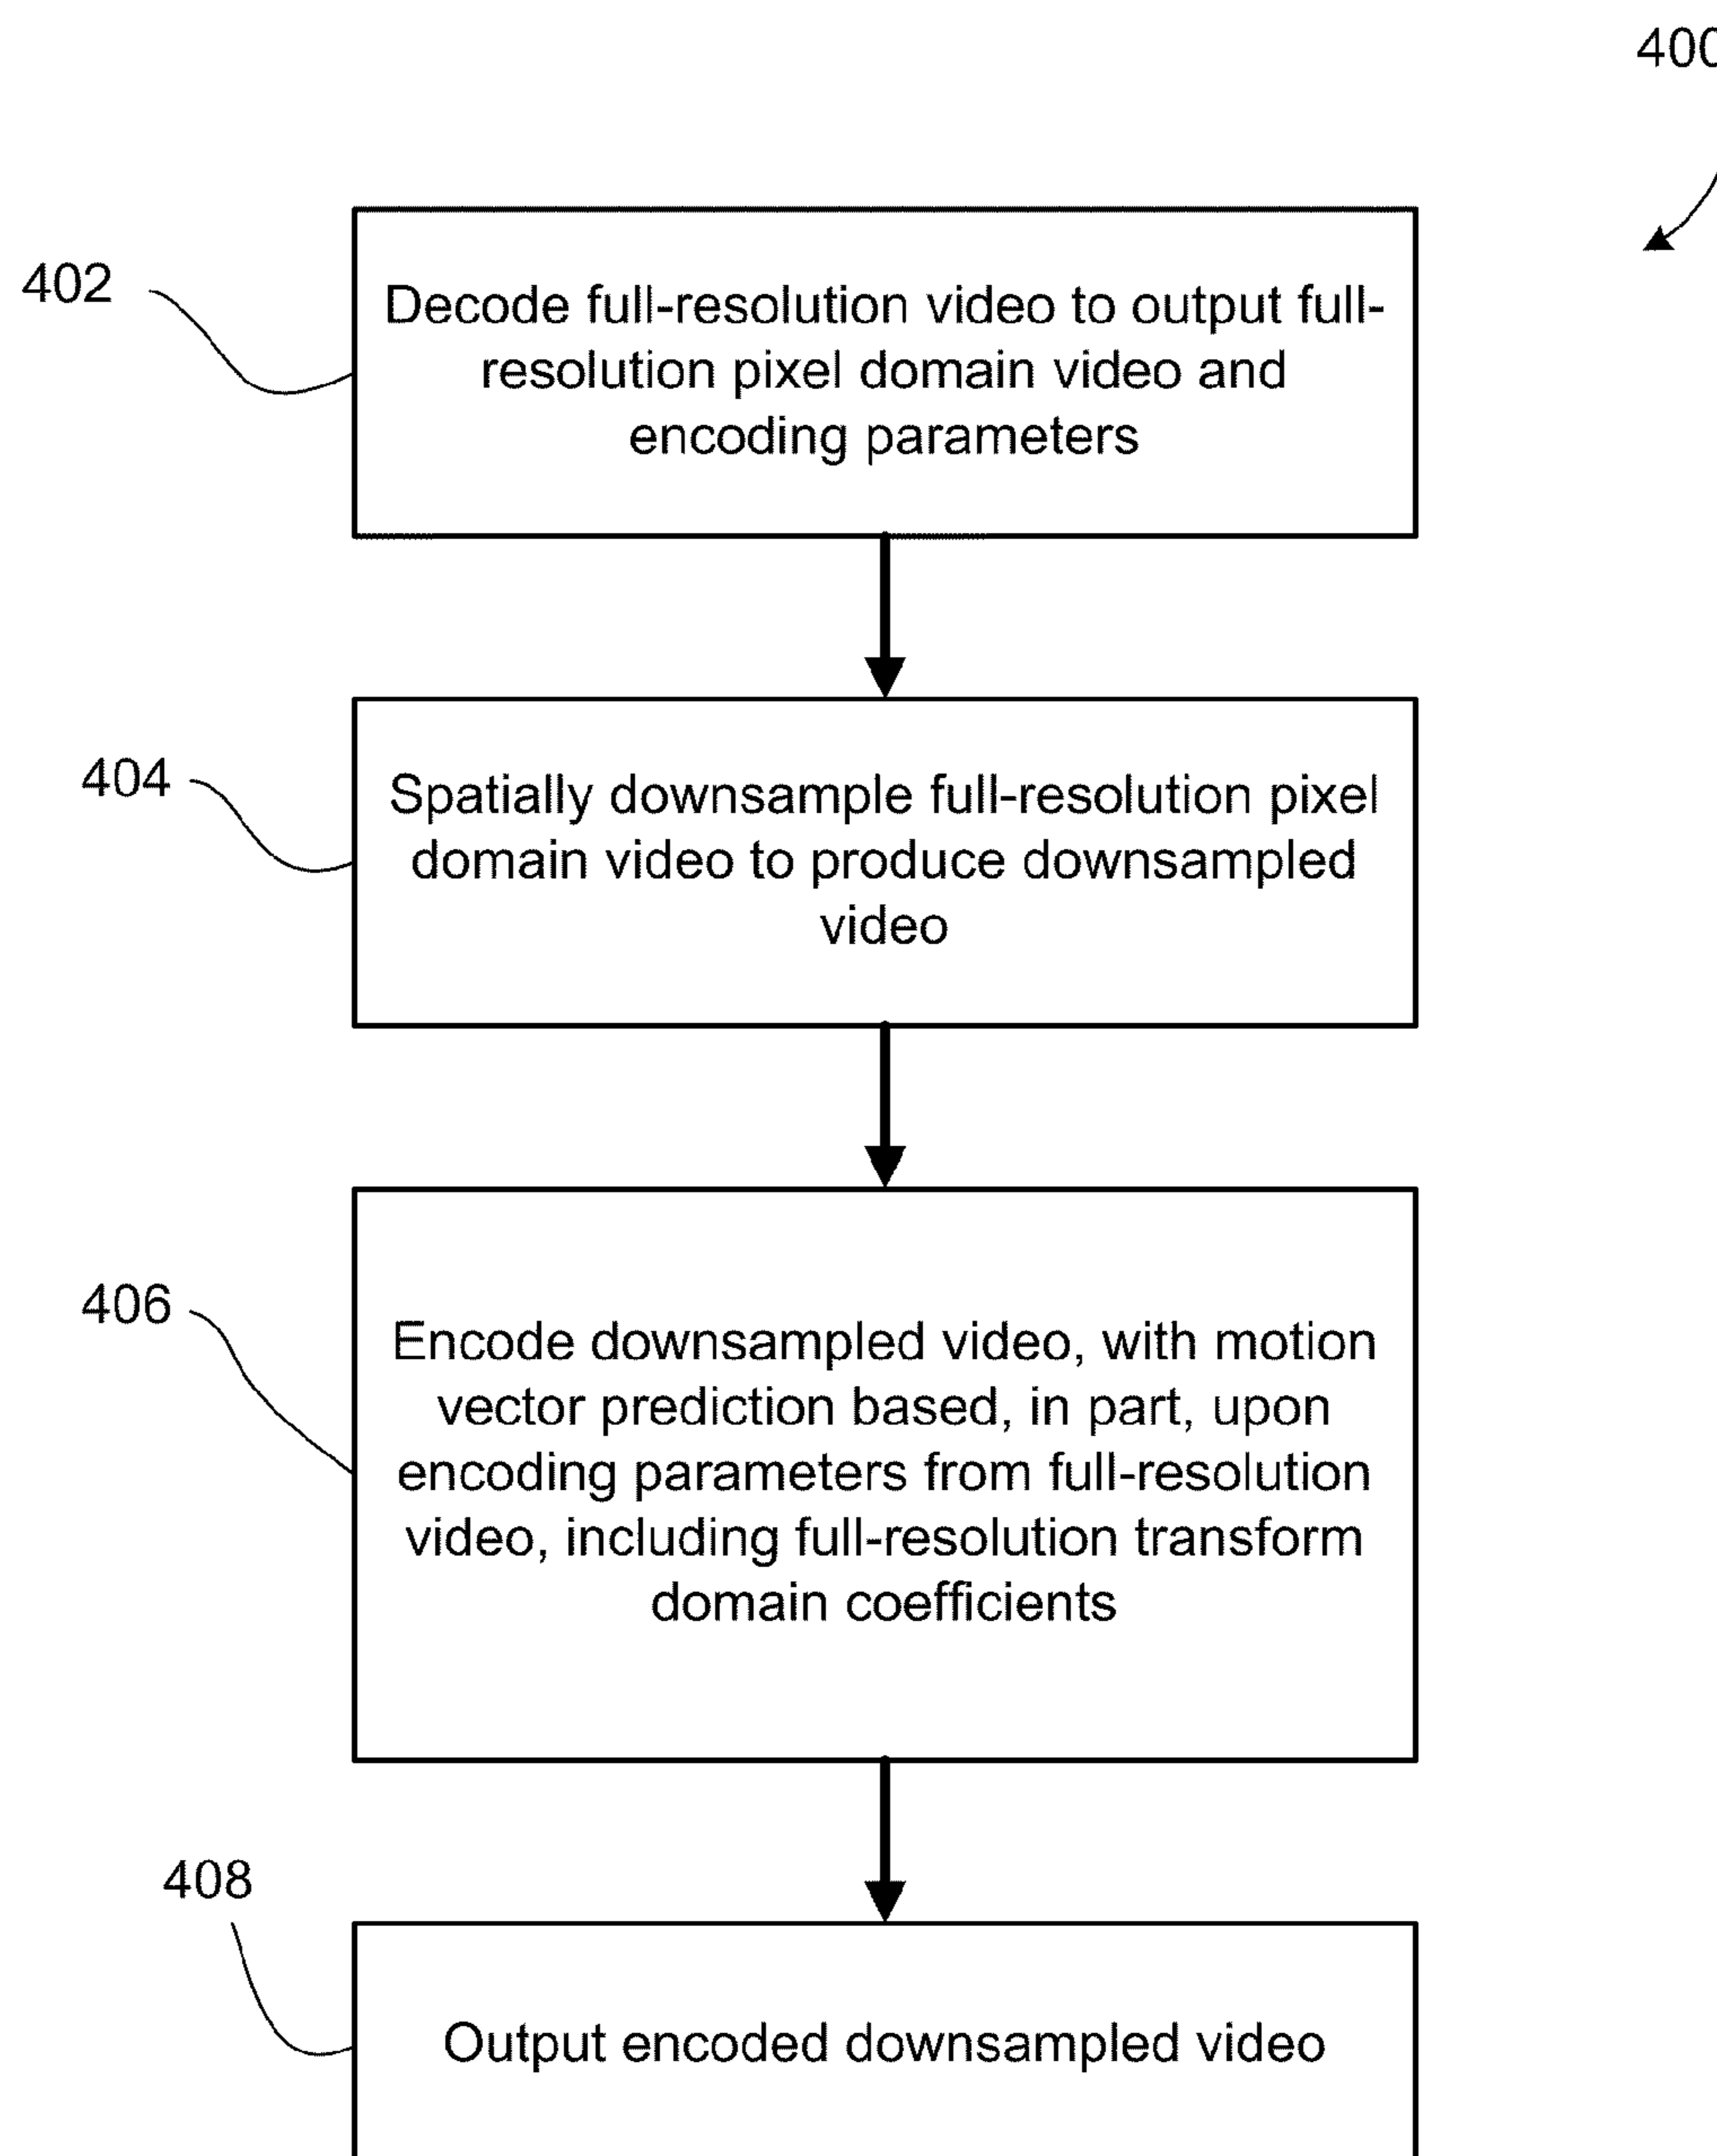 400
402
Decode full-resolution video to output full-
resolution pixel domain video and
encoding parameters
404
Spatially downsample full-resolution pixel
domain video to produce downsampled
video
406
Encode downsampled video, with motion
vector prediction based, in part, upon
encoding parameters from full-resolution
video, including full-resolution transform
domain coefficients
408
Output encoded downsampled video